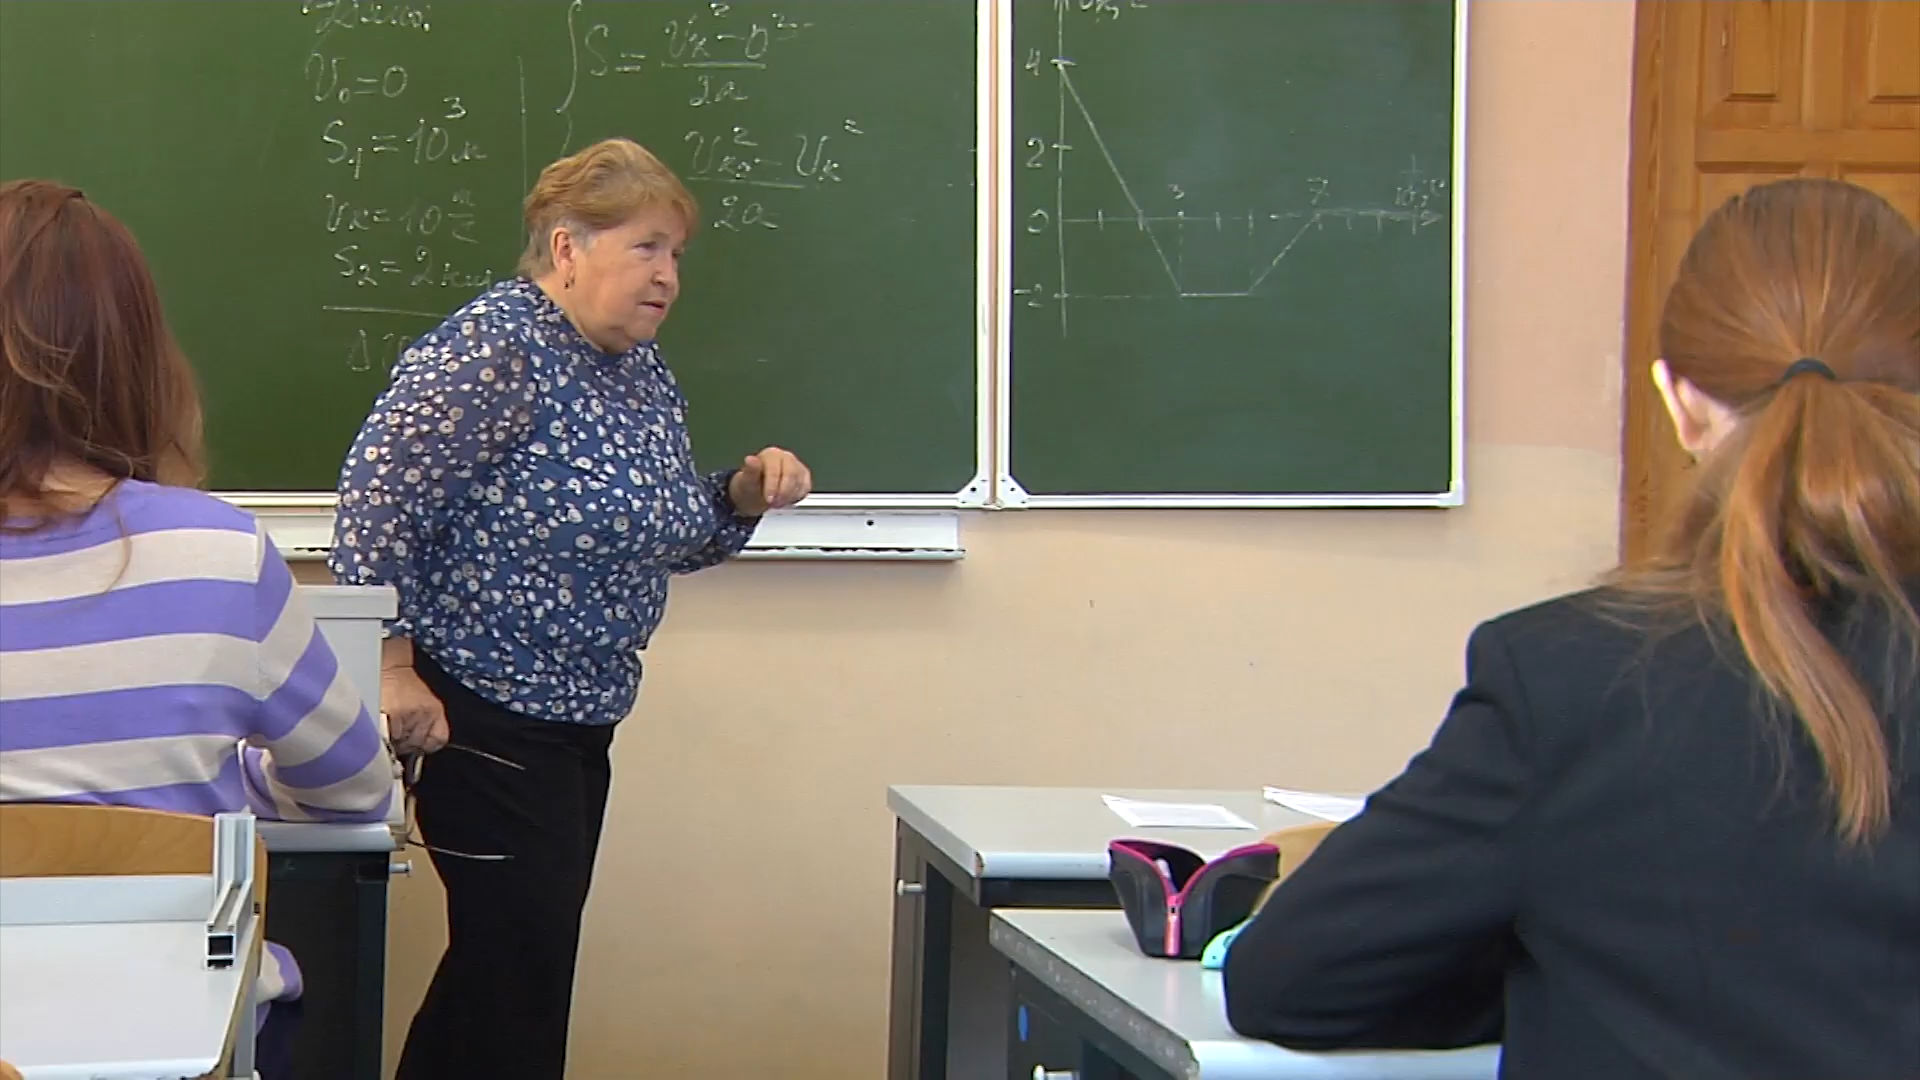 V₀=0
S₁=10³м
Vк=10 м/с
S₂=2км
S=
Vк²-0²
2a
Vк₂²-Vк²
2a
4
2
0
-2
3
7